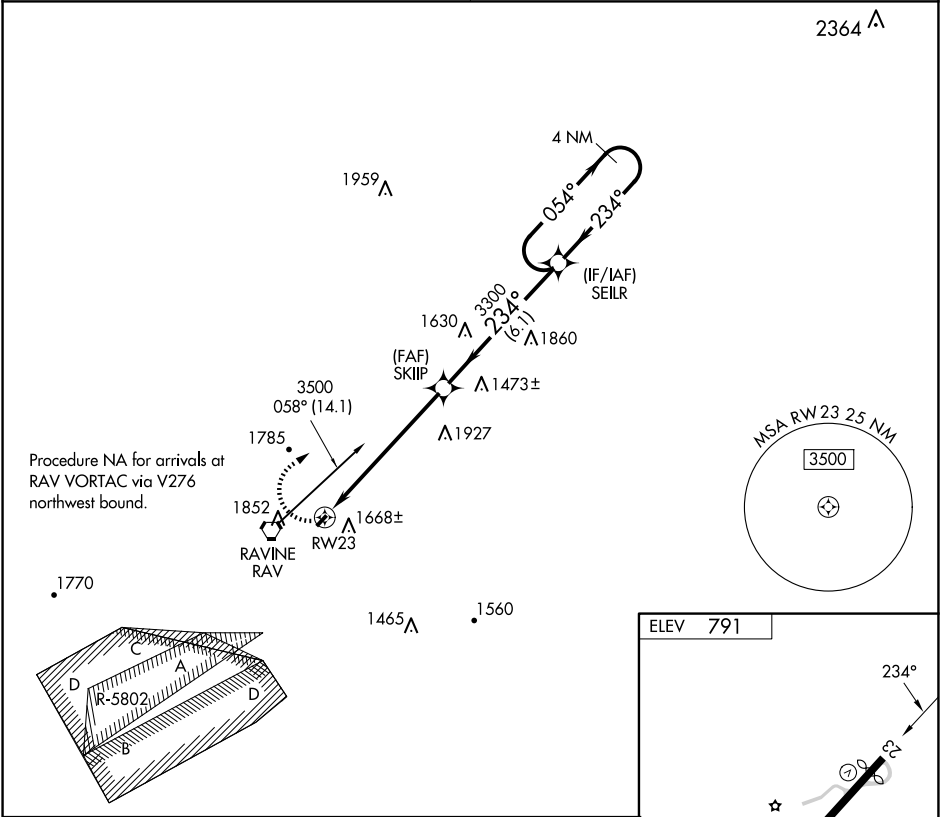 2364
4 NM
1959
054°
234°
(IF/IAF)
SEILR
3300
234°
(6.1)
1630
1860
(FAF)
SKIIP
1473±
3500
058° (14.1)
1927
1785
MSA RW 23 25 NM
3500
Procedure NA for arrivals at
RAV VORTAC via V276
northwest bound.
1852
1668±
RW23
RAVINE
RAV
1770
1465
1560
ELEV 791
C
A
D
R-5802
D
B
234°
23
V